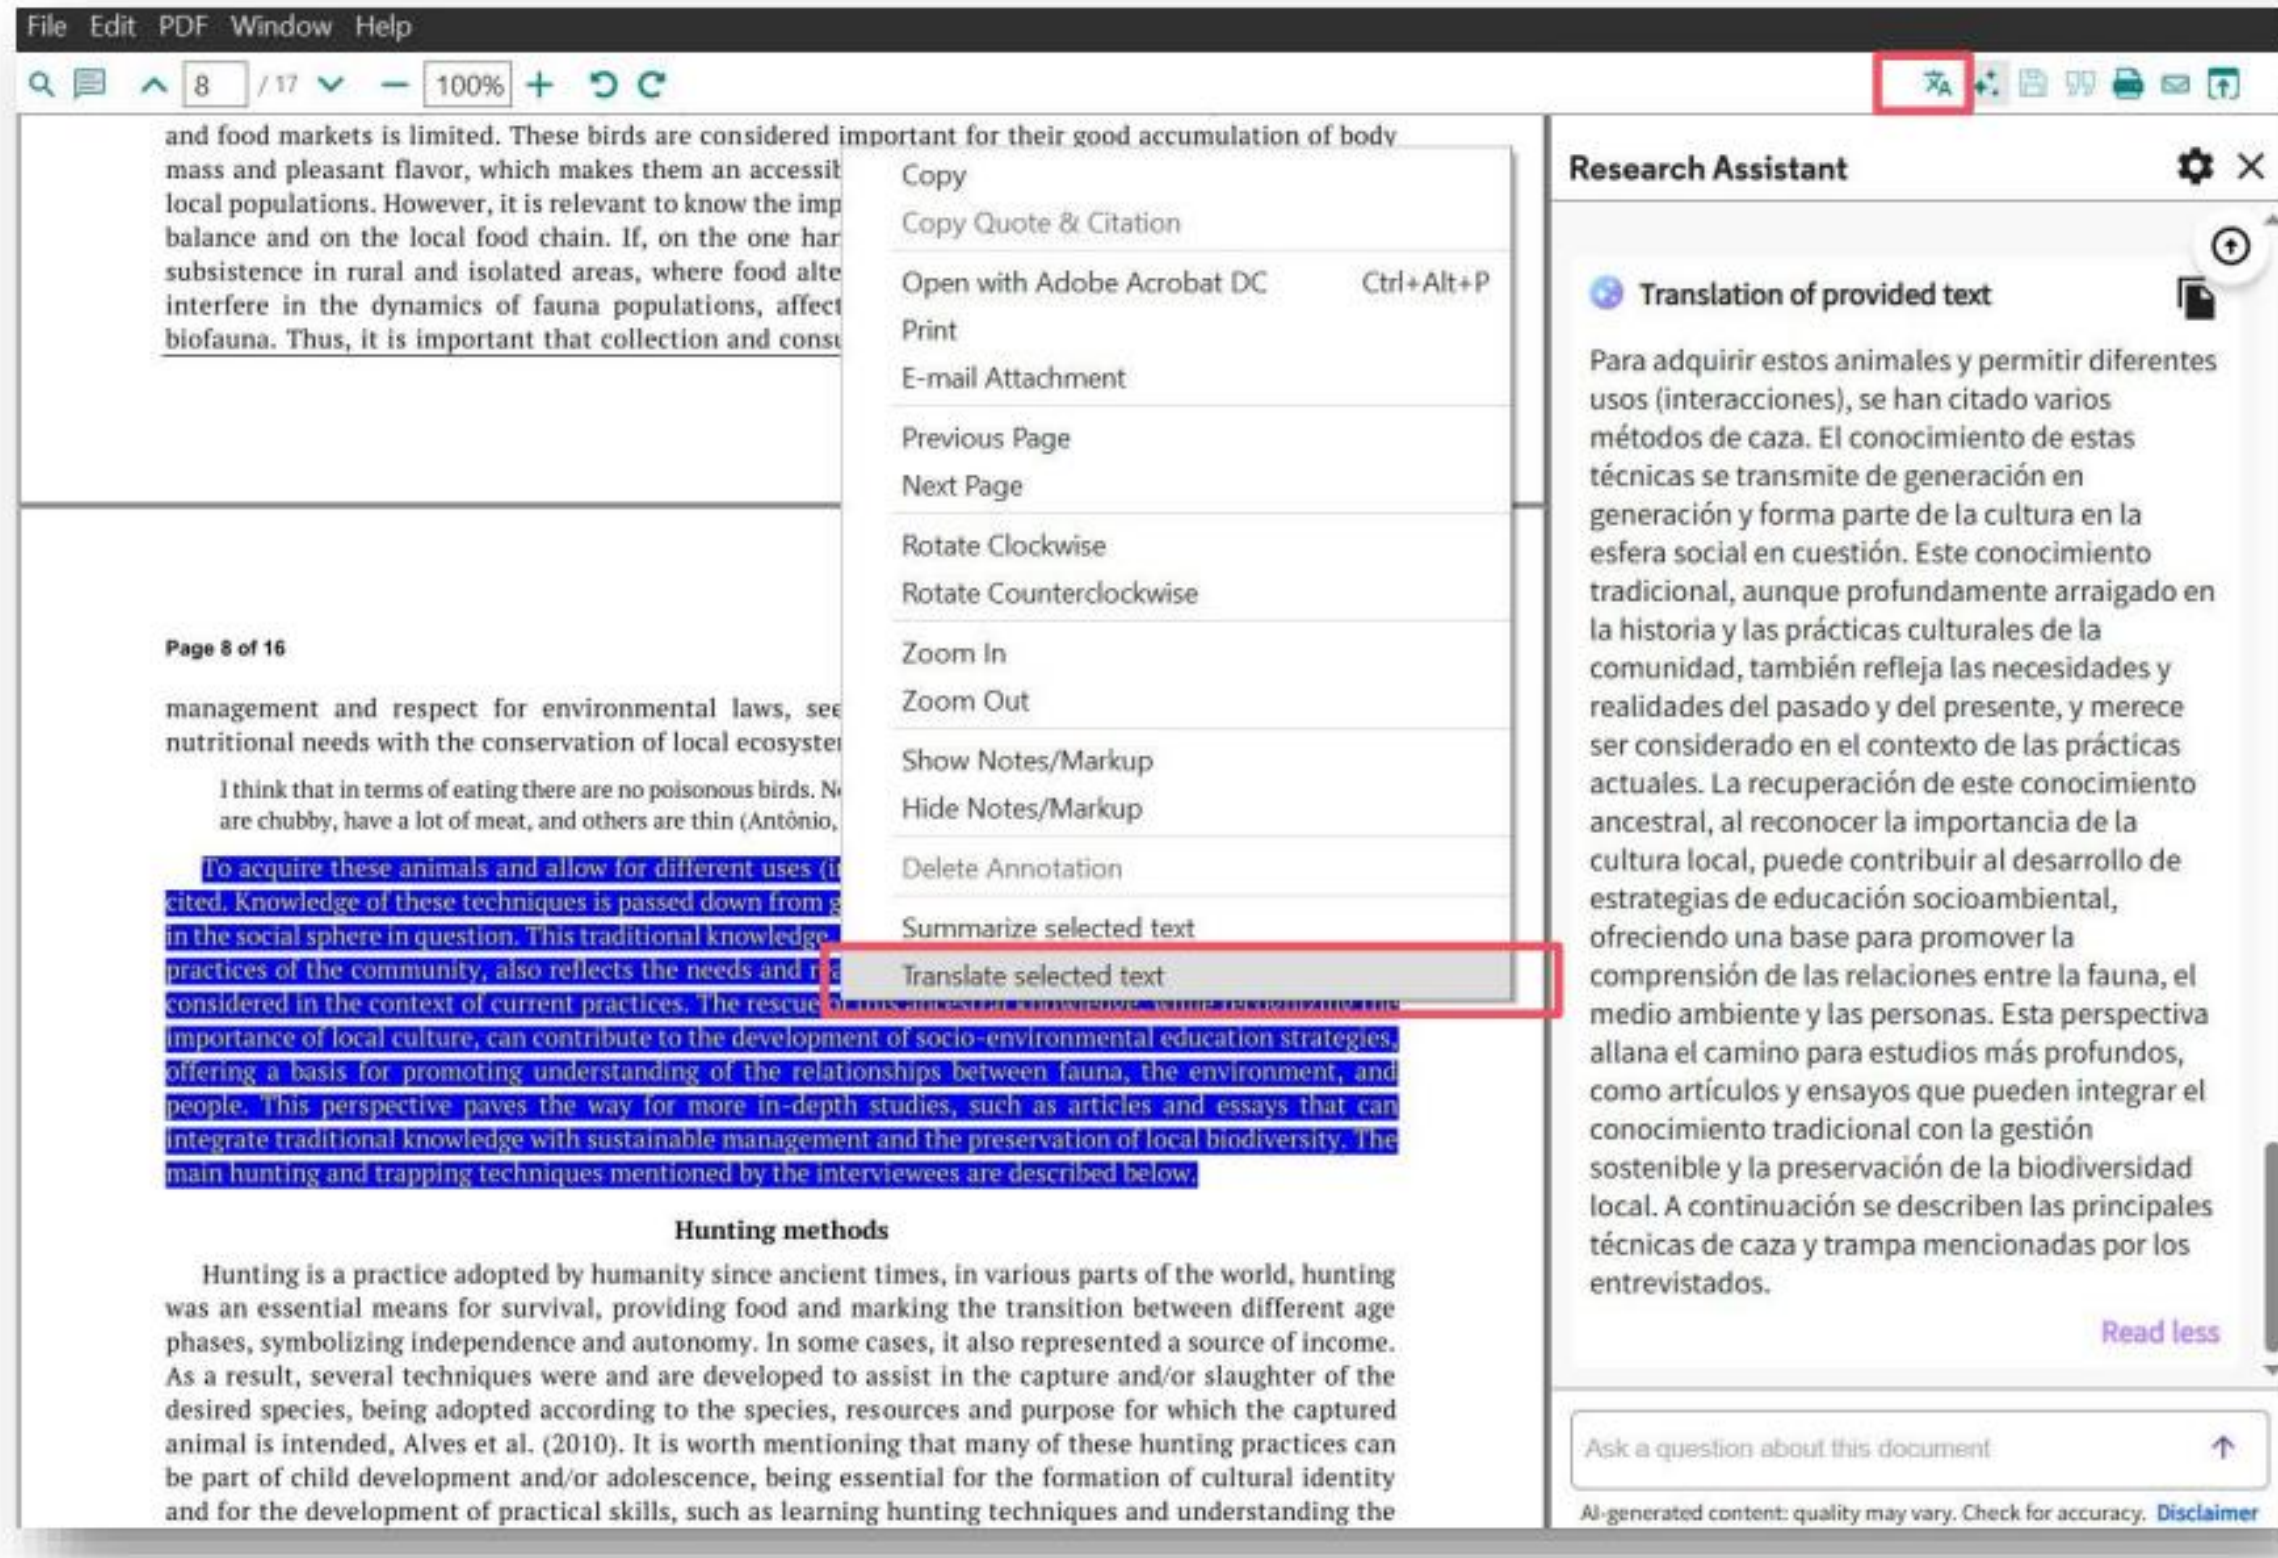 File Edit PDF Window Help
8 / 17 100%
and food markets is limited. These birds are considered important for their good accumulation of body
mass and pleasant flavor, which makes them an accessib
local populations. However, it is relevant to know the imp
balance and on the local food chain. If, on the one har
subsistence in rural and isolated areas, where food alte
interfere in the dynamics of fauna populations, affect
biofauna. Thus, it is important that collection and consu
Page 8 of 16
management and respect for environmental laws, see
nutritional needs with the conservation of local ecosyster
I think that in terms of eating there are no poisonous birds.
are chubby, have a lot of meat, and others are thin (Antônio,
To acquire these animals and allow for different uses
cited. Knowledge of these techniques is passed down from g
in the social sphere in question. This traditional knowledge,
practices of the community, also reflects the needs and
considered in the context of current practices. The rescue of this ancestral knowledge, while recognizing the
importance of local culture, can contribute to the development of socio-environmental education strategies,
offering a basis for promoting understanding of the relationships between fauna, the environment, and
people. This perspective paves the way for more in-depth studies, such as articles and essays that can
integrate traditional knowledge with sustainable management and the preservation of local biodiversity. The
main hunting and trapping techniques mentioned by the interviewees are described below.
Hunting methods
Hunting is a practice adopted by humanity since ancient times, in various parts of the world, hunting
was an essential means for survival, providing food and marking the transition between different age
phases, symbolizing independence and autonomy. In some cases, it also represented a source of income.
As a result, several techniques were and are developed to assist in the capture and/or slaughter of the
desired species, being adopted according to the species, resources and purpose for which the captured
animal is intended, Alves et al. (2010). It is worth mentioning that many of these hunting practices can
be part of child development and/or adolescence, being essential for the formation of cultural identity
and for the development of practical skills, such as learning hunting techniques and understanding the
Copy
Copy Quote & Citation
Open with Adobe Acrobat DC Ctrl+Alt+P
Print
E-mail Attachment
Previous Page
Next Page
Rotate Clockwise
Rotate Counterclockwise
Zoom In
Zoom Out
Show Notes/Markup
Hide Notes/Markup
Delete Annotation
Summarize selected text
Translate selected text
Research Assistant
Translation of provided text
Para adquirir estos animales y permitir diferentes
usos (interacciones), se han citado varios
métodos de caza. El conocimiento de estas
técnicas se transmite de generación en
generación y forma parte de la cultura en la
esfera social en cuestión. Este conocimiento
tradicional, aunque profundamente arraigado en
la historia y las prácticas culturales de la
comunidad, también refleja las necesidades y
realidades del pasado y del presente, y merece
ser considerado en el contexto de las prácticas
actuales. La recuperación de este conocimiento
ancestral, al reconocer la importancia de la
cultura local, puede contribuir al desarrollo de
estrategias de educación socioambiental,
ofreciendo una base para promover la
comprensión de las relaciones entre la fauna, el
medio ambiente y las personas. Esta perspectiva
allana el camino para estudios más profundos,
como artículos y ensayos que pueden integrar el
conocimiento tradicional con la gestión
sostenible y la preservación de la biodiversidad
local. A continuación se describen las principales
técnicas de caza y trampa mencionadas por los
entrevistados.
Read less
Ask a question about this document
AI-generated content: quality may vary. Check for accuracy. Disclaimer